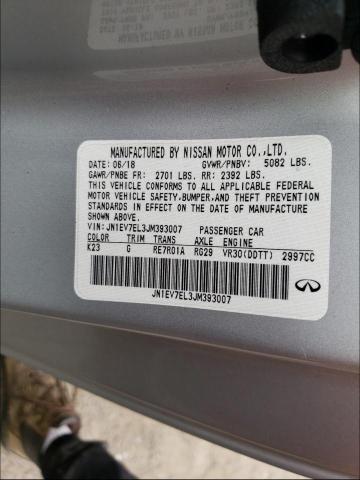 MANUFACTURED BY NISSAN MOTOR CO.,LTD.
DATE: 06/18 GVWR/PNBV: 5082 LBS.
GAWR/PNBE FR: 2701 LBS. RR: 2392 LBS.
THIS VEHICLE CONFORMS TO ALL APPLICABLE FEDERAL
MOTOR VEHICLE SAFETY,BUMPER,AND THEFT PREVENTION
STANDARDS IN EFFECT ON THE DATE OF MANUFACTURE
SHOWN ABOVE.
VIN: JN1EV7EL3JM393007 PASSENGER CAR
COLOR TRIM TRANS AXLE ENGINE
K23 G RE7R01A RG29 VR30(DDTT) 2997CC
JN1EV7EL3JM393007